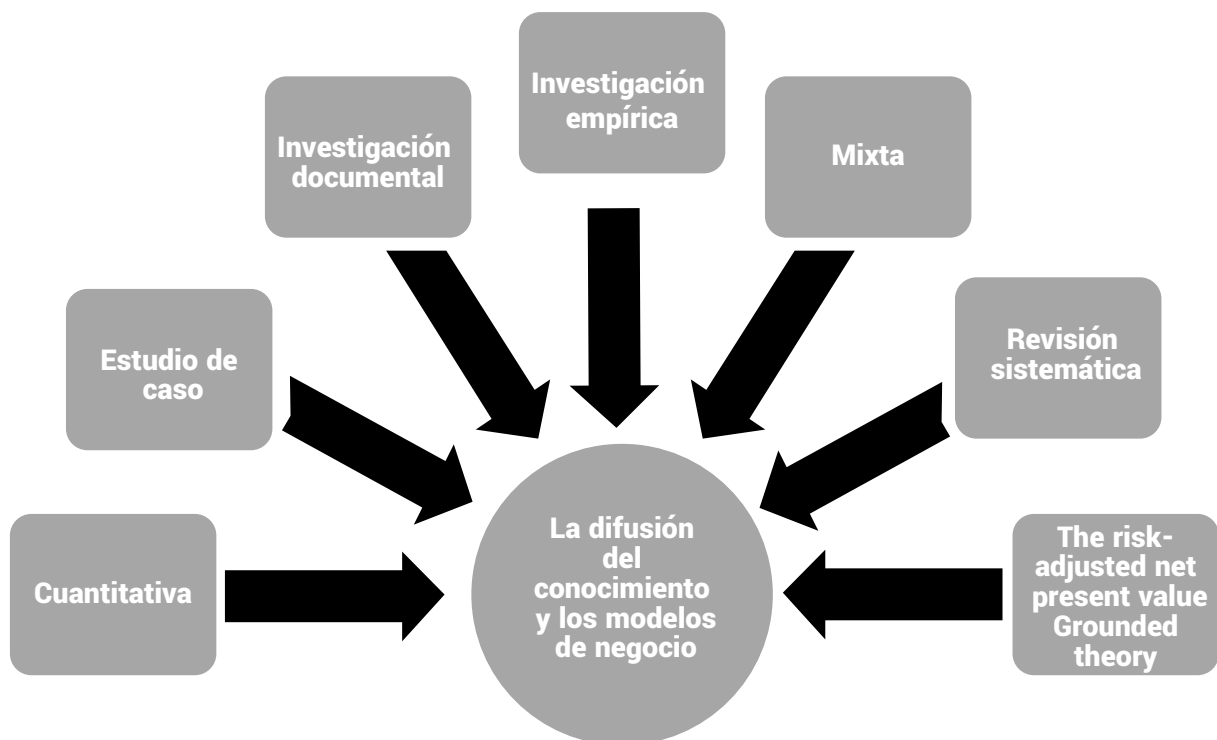 Investigación
empírica
Investigación
documental
Mixta
Estudio de
caso
Revisión
sistemática
Cuantitativa
La difusión
del
conocimiento
y los modelos
de negocio
The risk-
adjusted net
present value
Grounded
theory